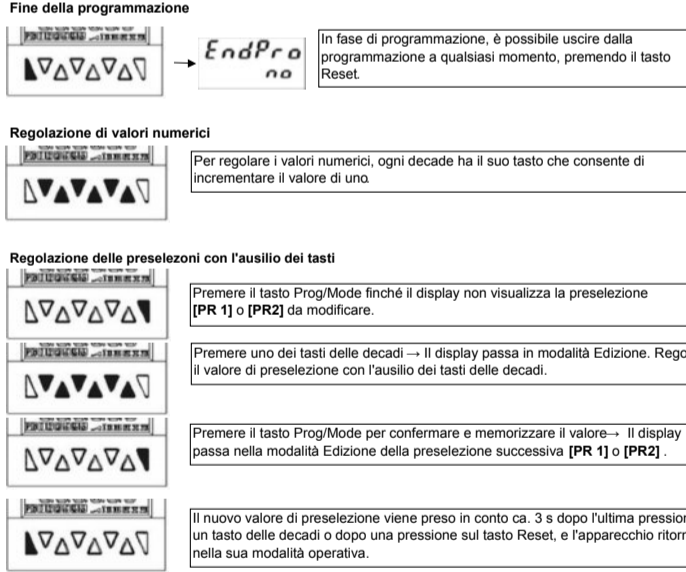 Fine della programmazione
EndPro
no
In fase di programmazione, è possibile uscire dalla
programmazione a qualsiasi momento, premendo il tasto
Reset.
Regolazione di valori numerici
Per regolare i valori numerici, ogni decade ha il suo tasto che consente di
incrementare il valore di uno.
Regolazione delle preselezoni con l'ausilio dei tasti
Premere il tasto Prog/Mode finché il display non visualizza la preselezione
[PR 1] o [PR2] da modificare.
Premere uno dei tasti delle decadi → Il display passa in modalità Edizione. Rego
il valore di preselezione con l'ausilio dei tasti delle decadi.
Premere il tasto Prog/Mode per confermare e memorizzare il valore→ Il display
passa nella modalità Edizione della preselezione successiva [PR 1] o [PR2] .
Il nuovo valore di preselezione viene preso in conto ca. 3 s dopo l'ultima pression
un tasto delle decadi o dopo una pressione sul tasto Reset, e l'apparecchio ritorn
nella sua modalità operativa.